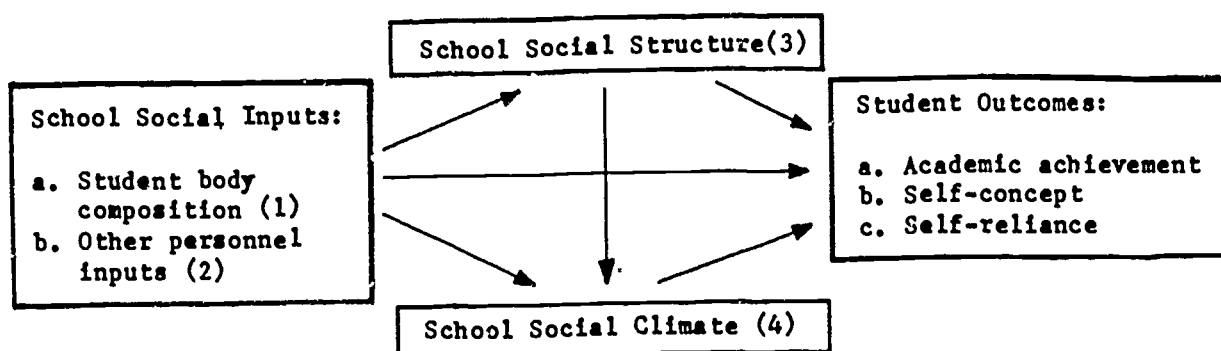 School Social Structure(3)
School Social Inputs:
a. Student body
composition (1)
b. Other personnel
inputs (2)
Student Outcomes:
a. Academic achievement
b. Self-concept
c. Self-reliance
School Social Climate (4)